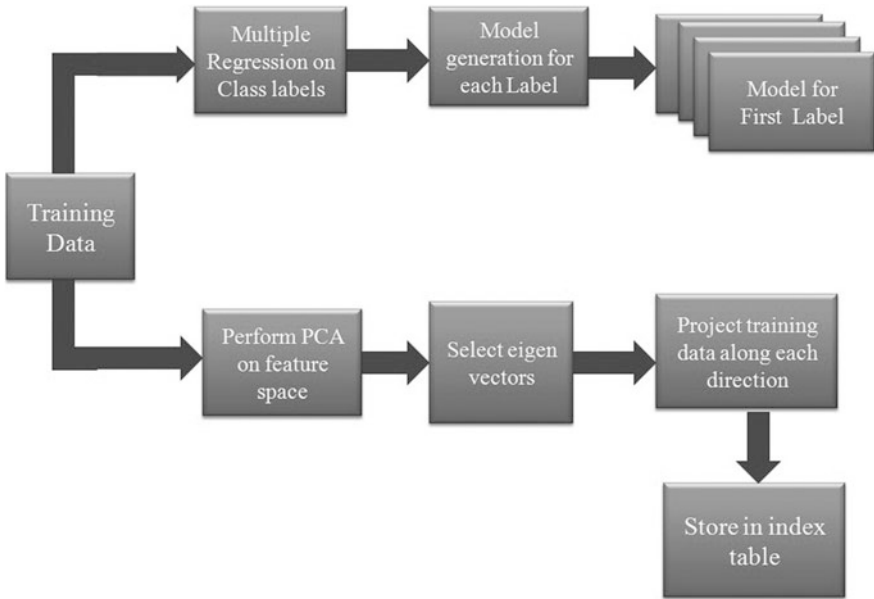 Multiple
Regression on
Class labels
Model
generation for
each Label
Model for
First Label
Training
Data
Perform PCA
on feature
space
Select eigen
vectors
Project training
data along each
direction
Store in index
table